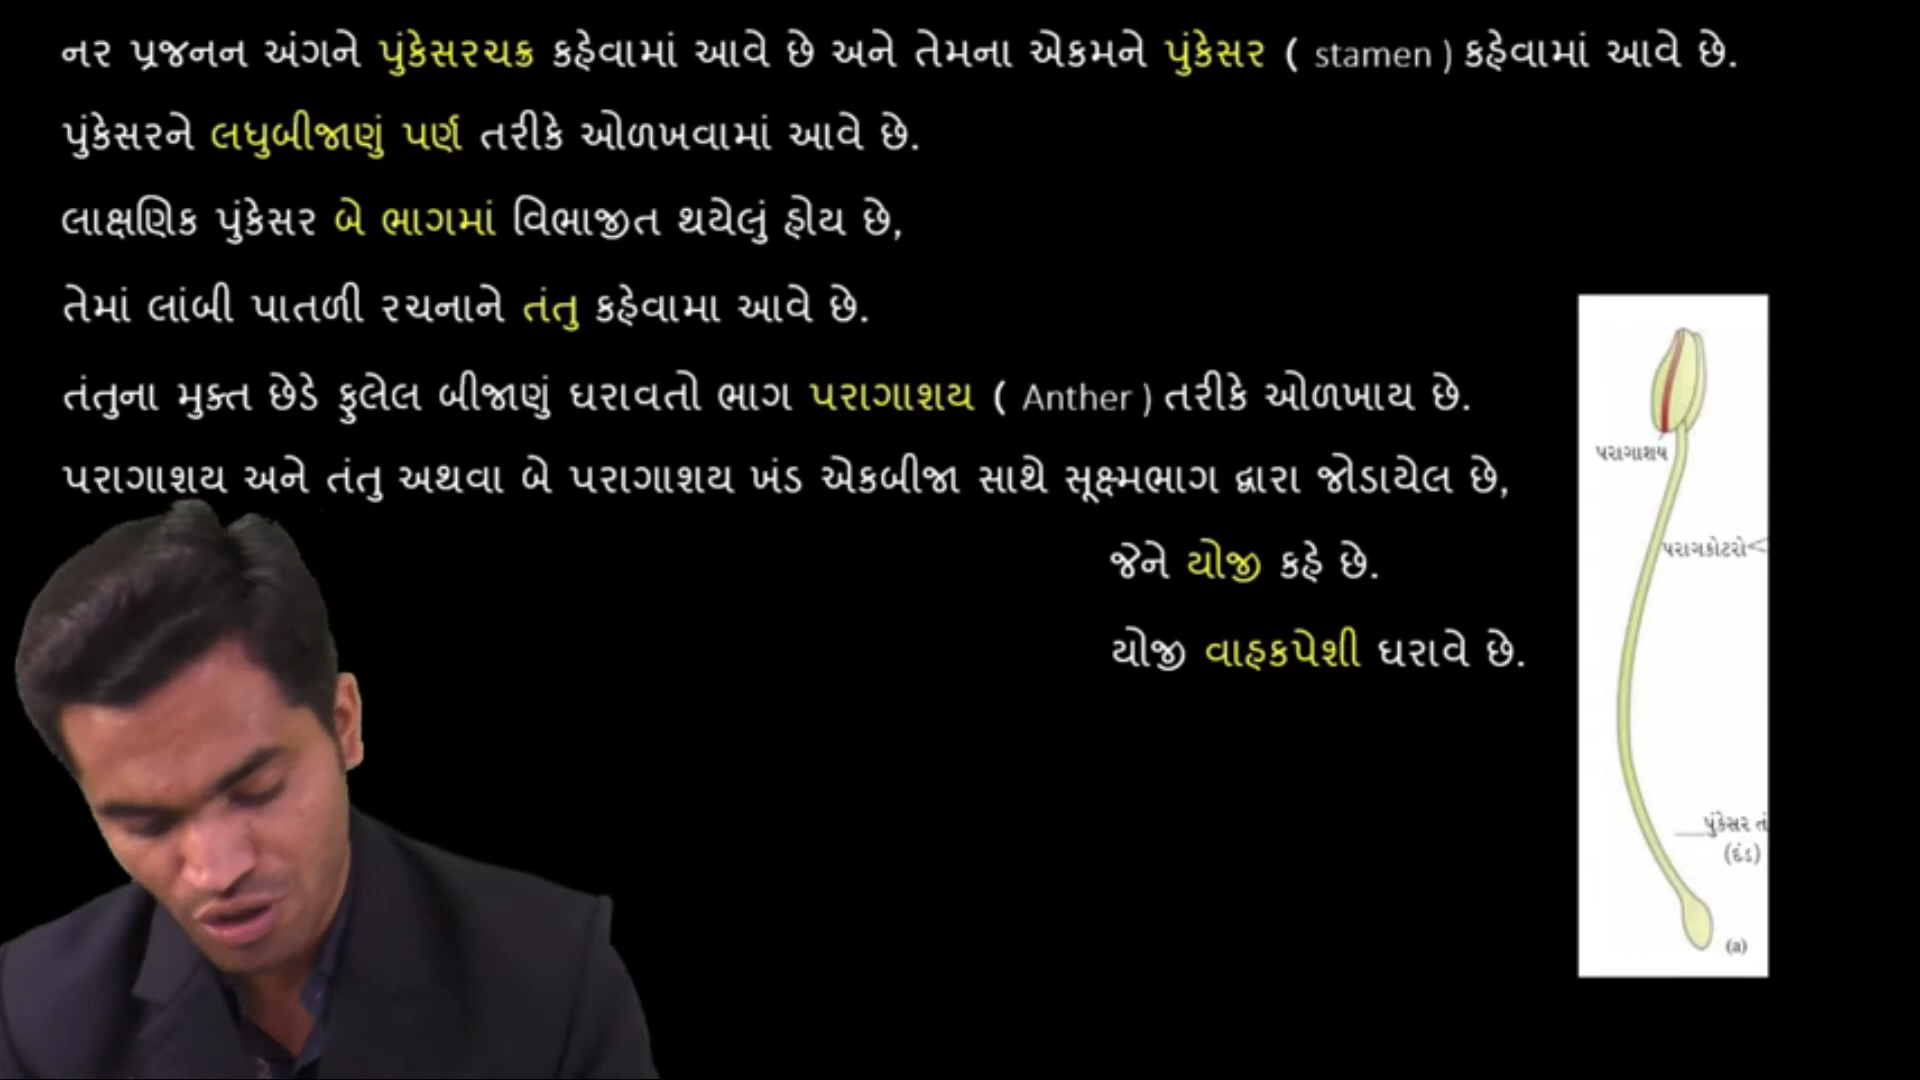 નર પ્રજનન અંગને પુંકેસરચક્ર કહેવામાં આવે છે અને તેમના એકમને પુંકેસર ( stamen ) કહેવામાં આવે છે.
પુંકેસરને લઘુબીજાણું પર્ણ તરીકે ઓળખવામાં આવે છે.
લાક્ષણિક પુંકેસર બે ભાગમાં વિભાજીત થયેલું હોય છે,
તેમાં લાંબી પાતળી રચનાને તંતુ કહેવામા આવે છે.
તંતુના મુક્ત છેડે ફુલેલ બીજાણું ધરાવતો ભાગ પરાગાશય ( Anther ) તરીકે ઓળખાય છે.
પરાગાશય અને તંતુ અથવા બે પરાગાશય ખંડ એકબીજા સાથે સૂક્ષ્મભાગ દ્વારા જોડાયેલ છે,
જેને યોજી કહે છે.
યોજી વાહકપેશી ધરાવે છે.
પરાગાશય
પરાગકોટરો
પુંકેસર તં
(દંડ)
(a)